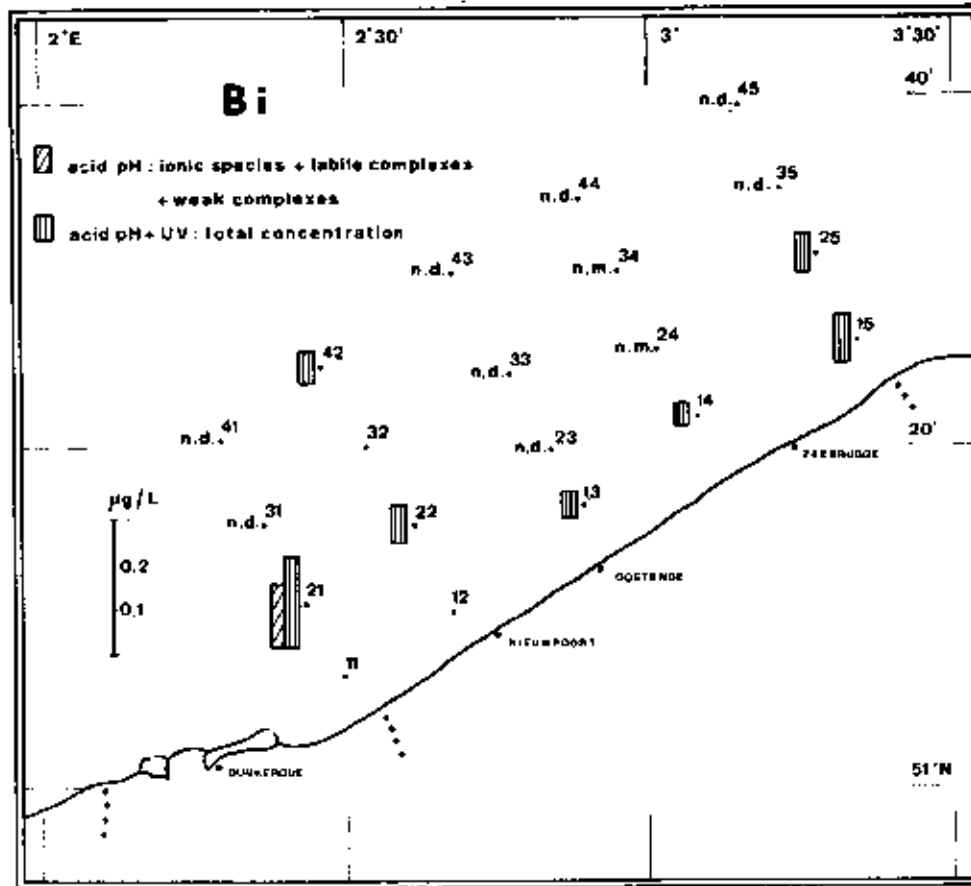 2°E 2°30' 3° 3°30'
40'
Bi
n.d. 45
acid pH : ionic species + labile complexes
+ weak complexes
n.d. 44
n.d. 35
acid pH + UV : total concentration
25
n.d. 43
n.m. 34
15
n.m. 24
42
n.d. 33
14
n.d. 41
32
n.d. 23
20'
ZEEBRUGGE
µg/L
n.d. 31
22
13
0.2
OOSTENDE
0.1
21
12
NIEUWPOORT
11
DUNKERQUE
51°N